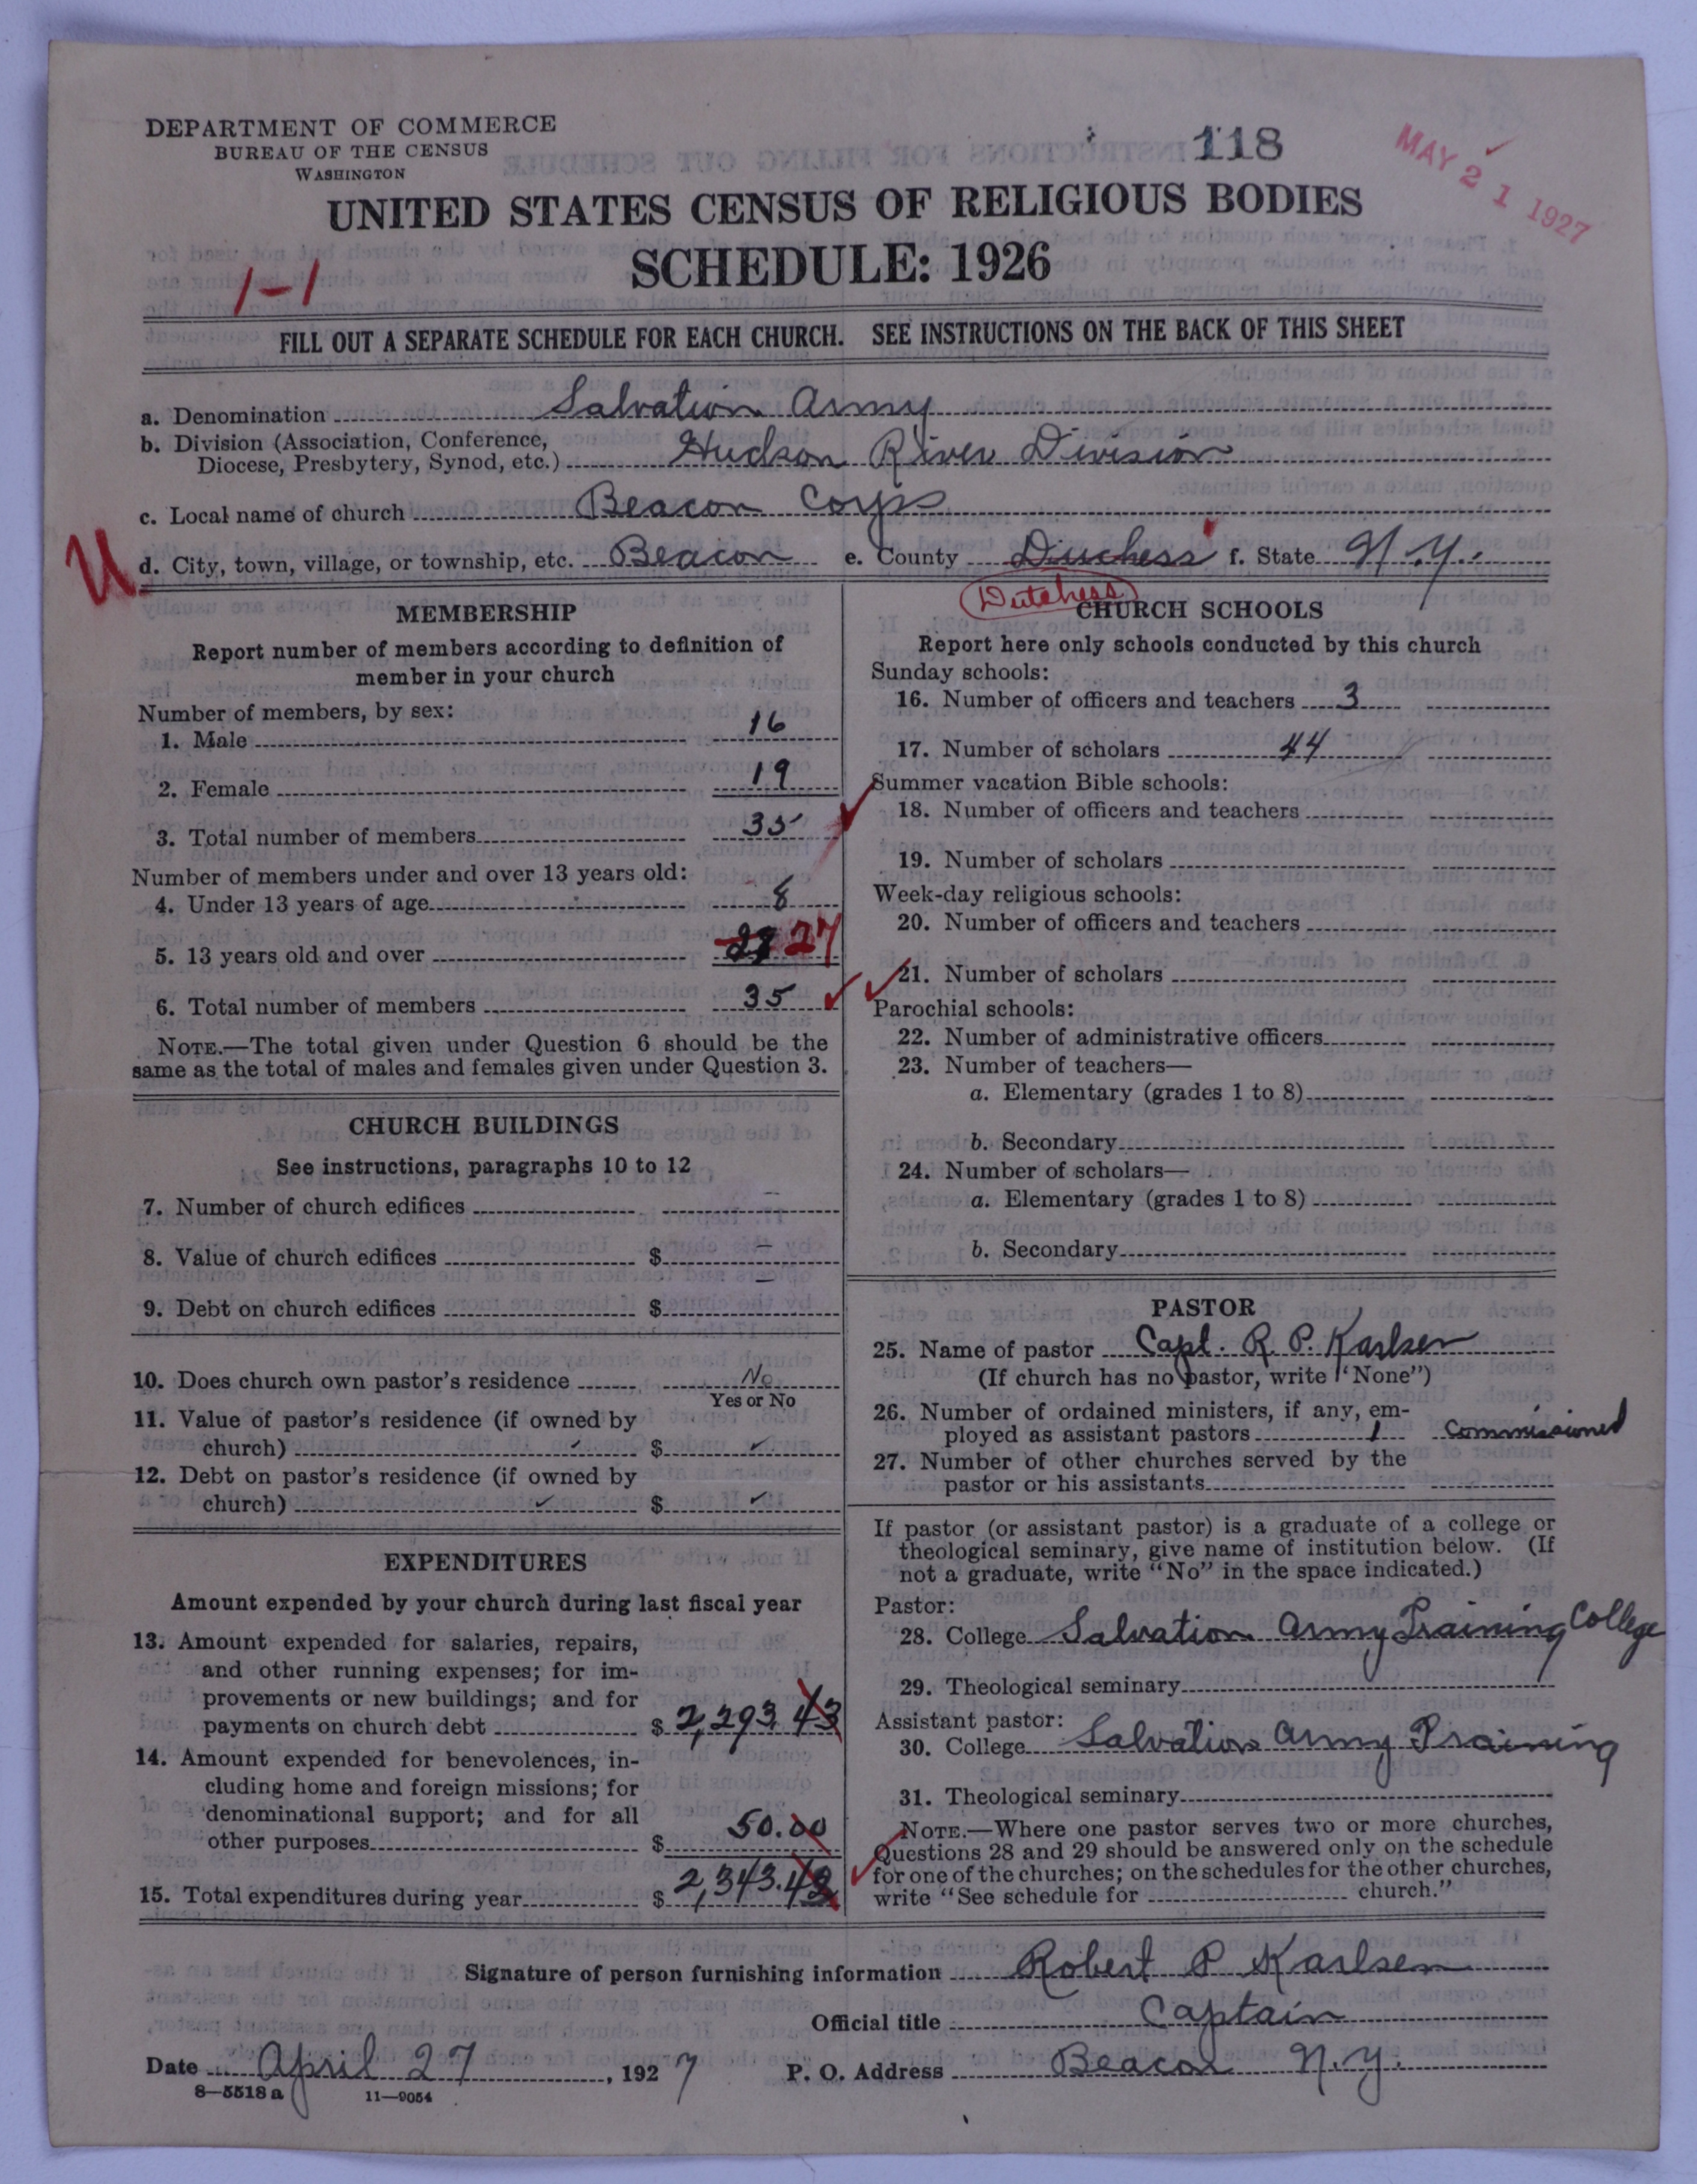 DEPARTMENT OF COMMERCE
BUREAU OF THE CENSUS
WASHINGTON
118
MAY 21 1927
UNITED STATES CENSUS OF RELIGIOUS BODIES
SCHEDULE: 1926
1-1
FILL OUT A SEPARATE SCHEDULE FOR EACH CHURCH. SEE INSTRUCTIONS ON THE BACK OF THIS SHEET
a. Denomination Salvation Army
b. Division (Association, Conference,
Diocese, Presbytery, Synod, etc.) Hudson River Division
c. Local name of church Beacon Corps
U
d. City, town, village, or township, etc. Beacon e. County Duchess f. State N.Y.
Dutchess
MEMBERSHIP
Report number of members according to definition of
member in your church
Number of members, by sex:
1. Male 16
2. Female 19
3. Total number of members 35
Number of members under and over 13 years old:
4. Under 13 years of age 8
5. 13 years old and over 27
6. Total number of members 35
NOTE.—The total given under Question 6 should be the
same as the total of males and females given under Question 3.
CHURCH BUILDINGS
See instructions, paragraphs 10 to 12
7. Number of church edifices –
8. Value of church edifices $ –
9. Debt on church edifices $ –
10. Does church own pastor's residence No
Yes or No
11. Value of pastor's residence (if owned by
church) ✓ $ ✓
12. Debt on pastor's residence (if owned by
church) ✓ $ ✓
EXPENDITURES
Amount expended by your church during last fiscal year
13. Amount expended for salaries, repairs,
and other running expenses; for im-
provements or new buildings; and for
payments on church debt $ 2,293.43
14. Amount expended for benevolences, in-
cluding home and foreign missions; for
denominational support; and for all
other purposes $ 50.00
15. Total expenditures during year $ 2,343.43
CHURCH SCHOOLS
Report here only schools conducted by this church
Sunday schools:
16. Number of officers and teachers 3
17. Number of scholars 44
Summer vacation Bible schools:
18. Number of officers and teachers
19. Number of scholars
Week-day religious schools:
20. Number of officers and teachers
21. Number of scholars
Parochial schools:
22. Number of administrative officers
23. Number of teachers—
a. Elementary (grades 1 to 8)
b. Secondary
24. Number of scholars—
a. Elementary (grades 1 to 8)
b. Secondary
PASTOR
25. Name of pastor Capt. R. P. Karlsen
(If church has no pastor, write "None")
26. Number of ordained ministers, if any, em-
ployed as assistant pastors 1 Commissioned
27. Number of other churches served by the
pastor or his assistants
If pastor (or assistant pastor) is a graduate of a college or
theological seminary, give name of institution below. (If
not a graduate, write "No" in the space indicated.)
Pastor:
28. College Salvation Army Training College
29. Theological seminary
Assistant pastor:
30. College Salvation Army Training
31. Theological seminary
NOTE.—Where one pastor serves two or more churches,
Questions 28 and 29 should be answered only on the schedule
for one of the churches; on the schedules for the other churches,
write "See schedule for church."
Signature of person furnishing information Robert P Karlsen
Official title Captain
Date April 27, 1927 P. O. Address Beacon N.Y.
8—5518 a 11—9054